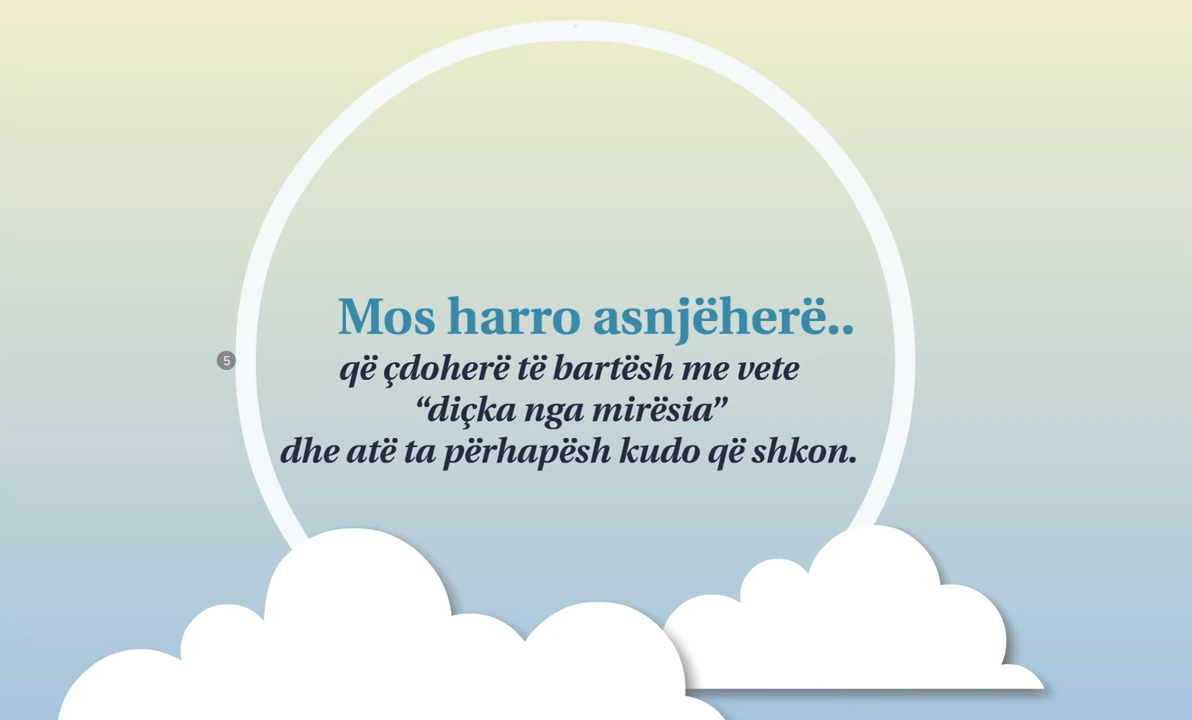 Mos harro asnjëherë..
që çdoherë të bartësh me vete
“diçka nga mirësia”
dhe atë ta përhapësh kudo që shkon.
5